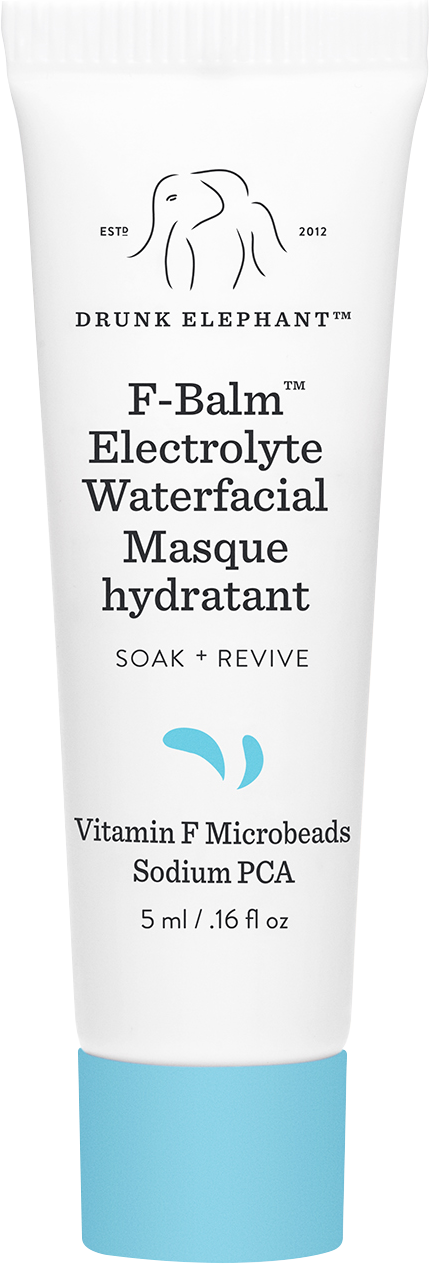 ESTD 2012
DRUNK ELEPHANT™
F-Balm™
Electrolyte
Waterfacial
Masque
hydratant
SOAK + REVIVE
Vitamin F Microbeads
Sodium PCA
5 ml / .16 fl oz